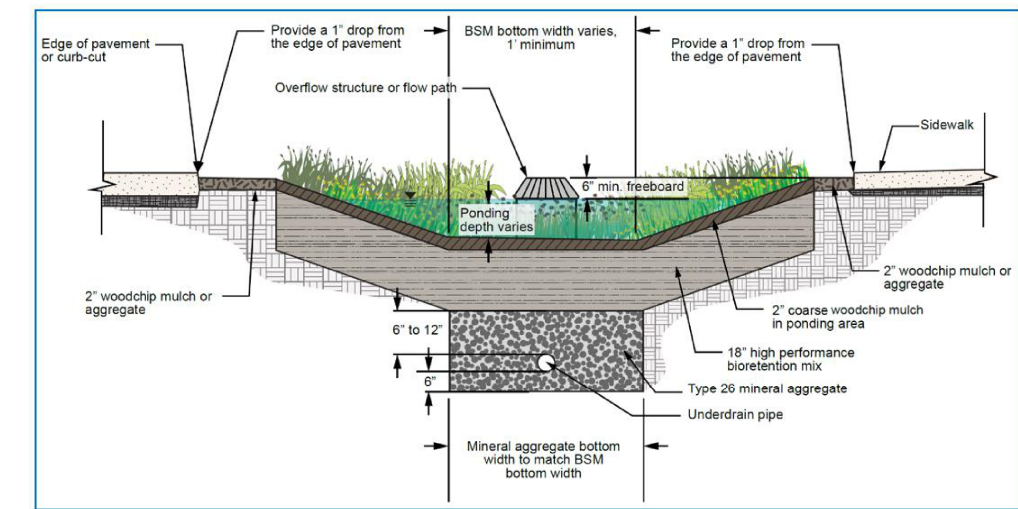 Edge of pavement
or curb-cut
Provide a 1” drop from
the edge of pavement
BSM bottom width varies,
1’ minimum
Provide a 1” drop from
the edge of pavement
Overflow structure or flow path
Sidewalk
6” min. freeboard
Ponding
depth varies
2” woodchip mulch or
aggregate
2” woodchip mulch or
aggregate
6” to 12”
2” coarse woodchip mulch
in ponding area
18” high performance
bioretention mix
6”
Type 26 mineral aggregate
Underdrain pipe
Mineral aggregate bottom
width to match BSM
bottom width